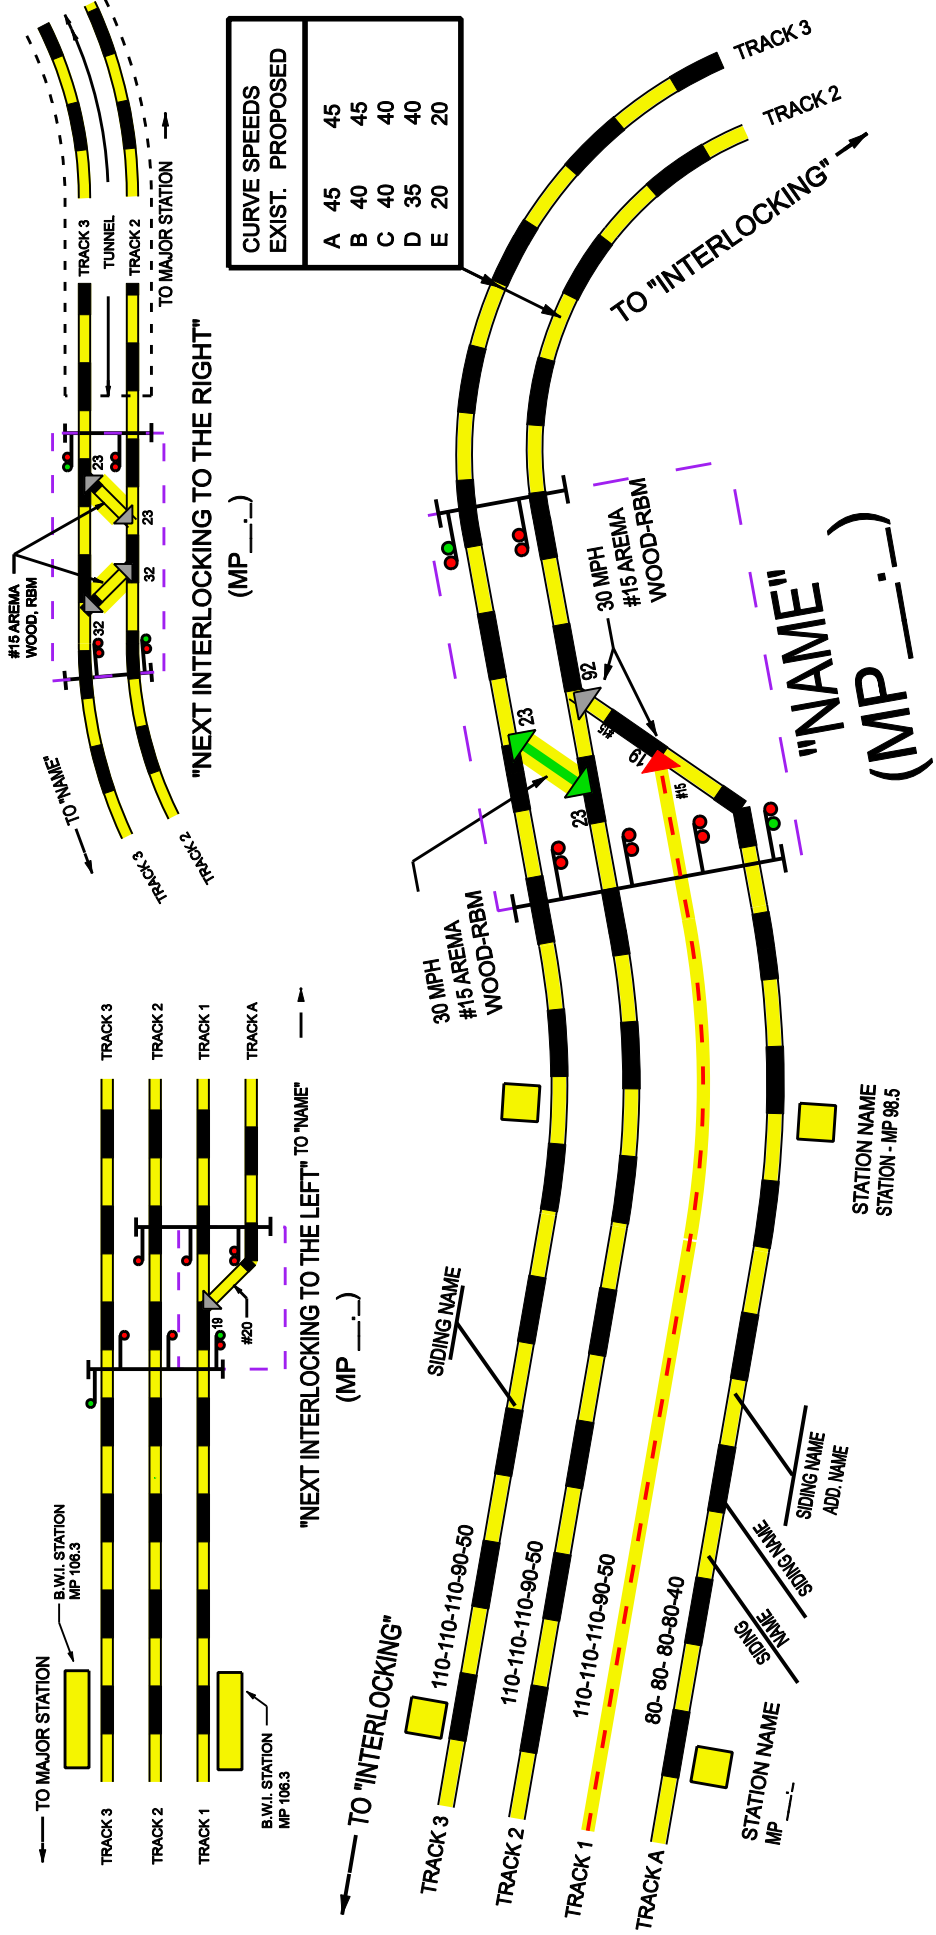 TO MAJOR STATION
B.W.I. STATION
MP 106.3
TRACK 3
TRACK 2
TRACK 1
B.W.I. STATION
MP 106.3
19
#20
TRACK 3
TRACK 2
TRACK 1
TRACK A
TO "NAME"
"NEXT INTERLOCKING TO THE LEFT"
(MP __._)
TO "NAME"
TRACK 3
TRACK 2
#15 AREMA
WOOD, RBM
32
32
23
23
TRACK 3
TUNNEL
TRACK 2
TO MAJOR STATION
"NEXT INTERLOCKING TO THE RIGHT"
(MP __._)
CURVE SPEEDS
EXIST. PROPOSED
A 45 45
B 40 45
C 40 40
D 35 40
E 20 20
TO "INTERLOCKING"
TRACK 3
TRACK 2
TRACK 1
TRACK A
110-110-110-90-50
110-110-110-90-50
110-110-110-90-50
80- 80- 80-80-40
STATION NAME
MP __._
SIDING
NAME
SIDING NAME
SIDING NAME
ADD. NAME
SIDING NAME
STATION NAME
STATION - MP 98.5
30 MPH
#15 AREMA
WOOD-RBM
23
23
19
#15
#15
92
30 MPH
#15 AREMA
WOOD-RBM
"NAME"
(MP __._)
TO "INTERLOCKING"
TRACK 3
TRACK 2